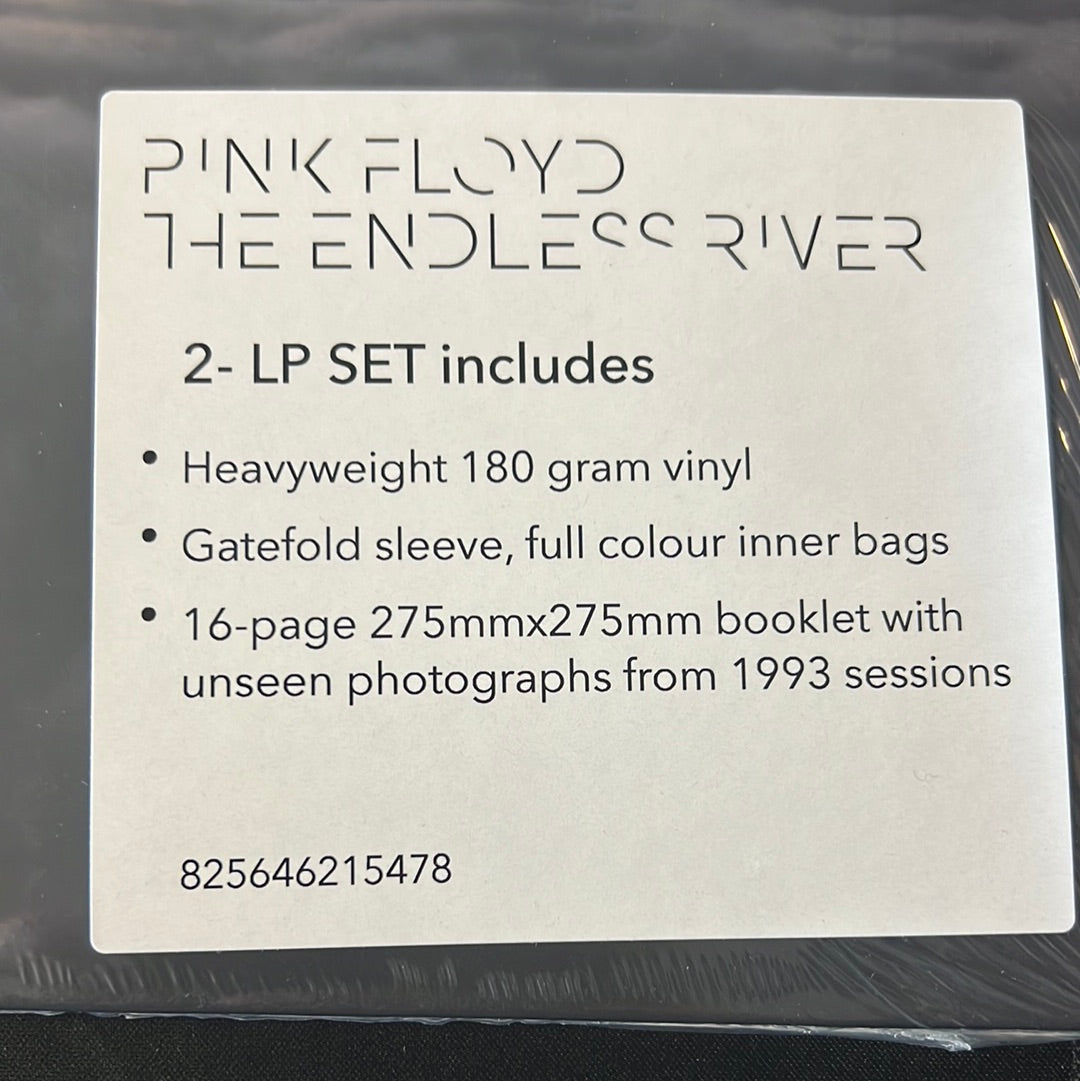 PINK FLOYD
THE ENDLESS RIVER
2- LP SET includes
• Heavyweight 180 gram vinyl
• Gatefold sleeve, full colour inner bags
• 16-page 275mmx275mm booklet with
unseen photographs from 1993 sessions
825646215478